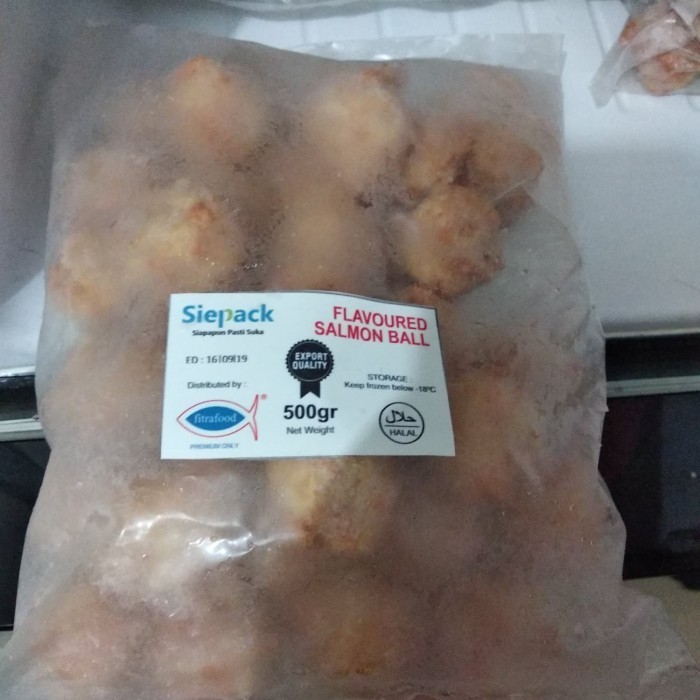 Siepack
Siapapun Pasti Suka
FLAVOURED
SALMON BALL
ED : 16|09|19
EXPORT
QUALITY
STORAGE :
Keep frozen below -18ºC
Distributed by :
fitrafood®
PREMIUM ONLY
500gr
Net Weight
حلال
HALAL